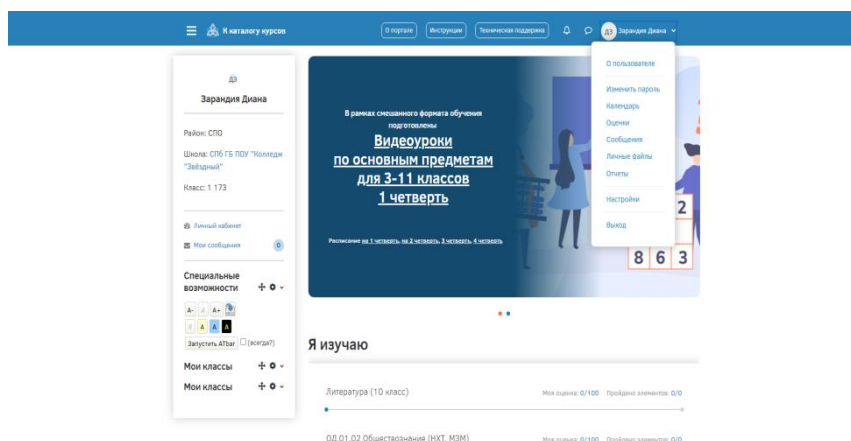 К каталогу курсов
О портале
Инструкции
Техническая поддержка
ДЗ
Зарандия Диана
ДЗ
Зарандия Диана
Район: СПО
Школа: СПб ГБ ПОУ "Колледж
"Звёздный"
Класс: 1 173
Личный кабинет
Мои сообщения
0
Специальные
возможности
A-
A
A+
A
A
A
A
Запустить ATbar
(всегда?)
Мои классы
Мои классы
В рамках смешанного формата обучения
подготовлены
Видеоуроки
по основным предметам
для 3-11 классов
1 четверть
Расписание на 1 четверть, на 2 четверть, 3 четверть, 4 четверть
2
8 6 3
О пользователе
Изменить пароль
Календарь
Оценки
Сообщения
Личные файлы
Отчеты
Настройки
Выход
Я изучаю
Литература (10 класс)
Моя оценка: 0/100 Пройдено элементов: 0/0
ОД.01.02 Обществознание (НХТ, МЗМ)
Моя оценка: 0/100 Пройдено элементов: 0/0